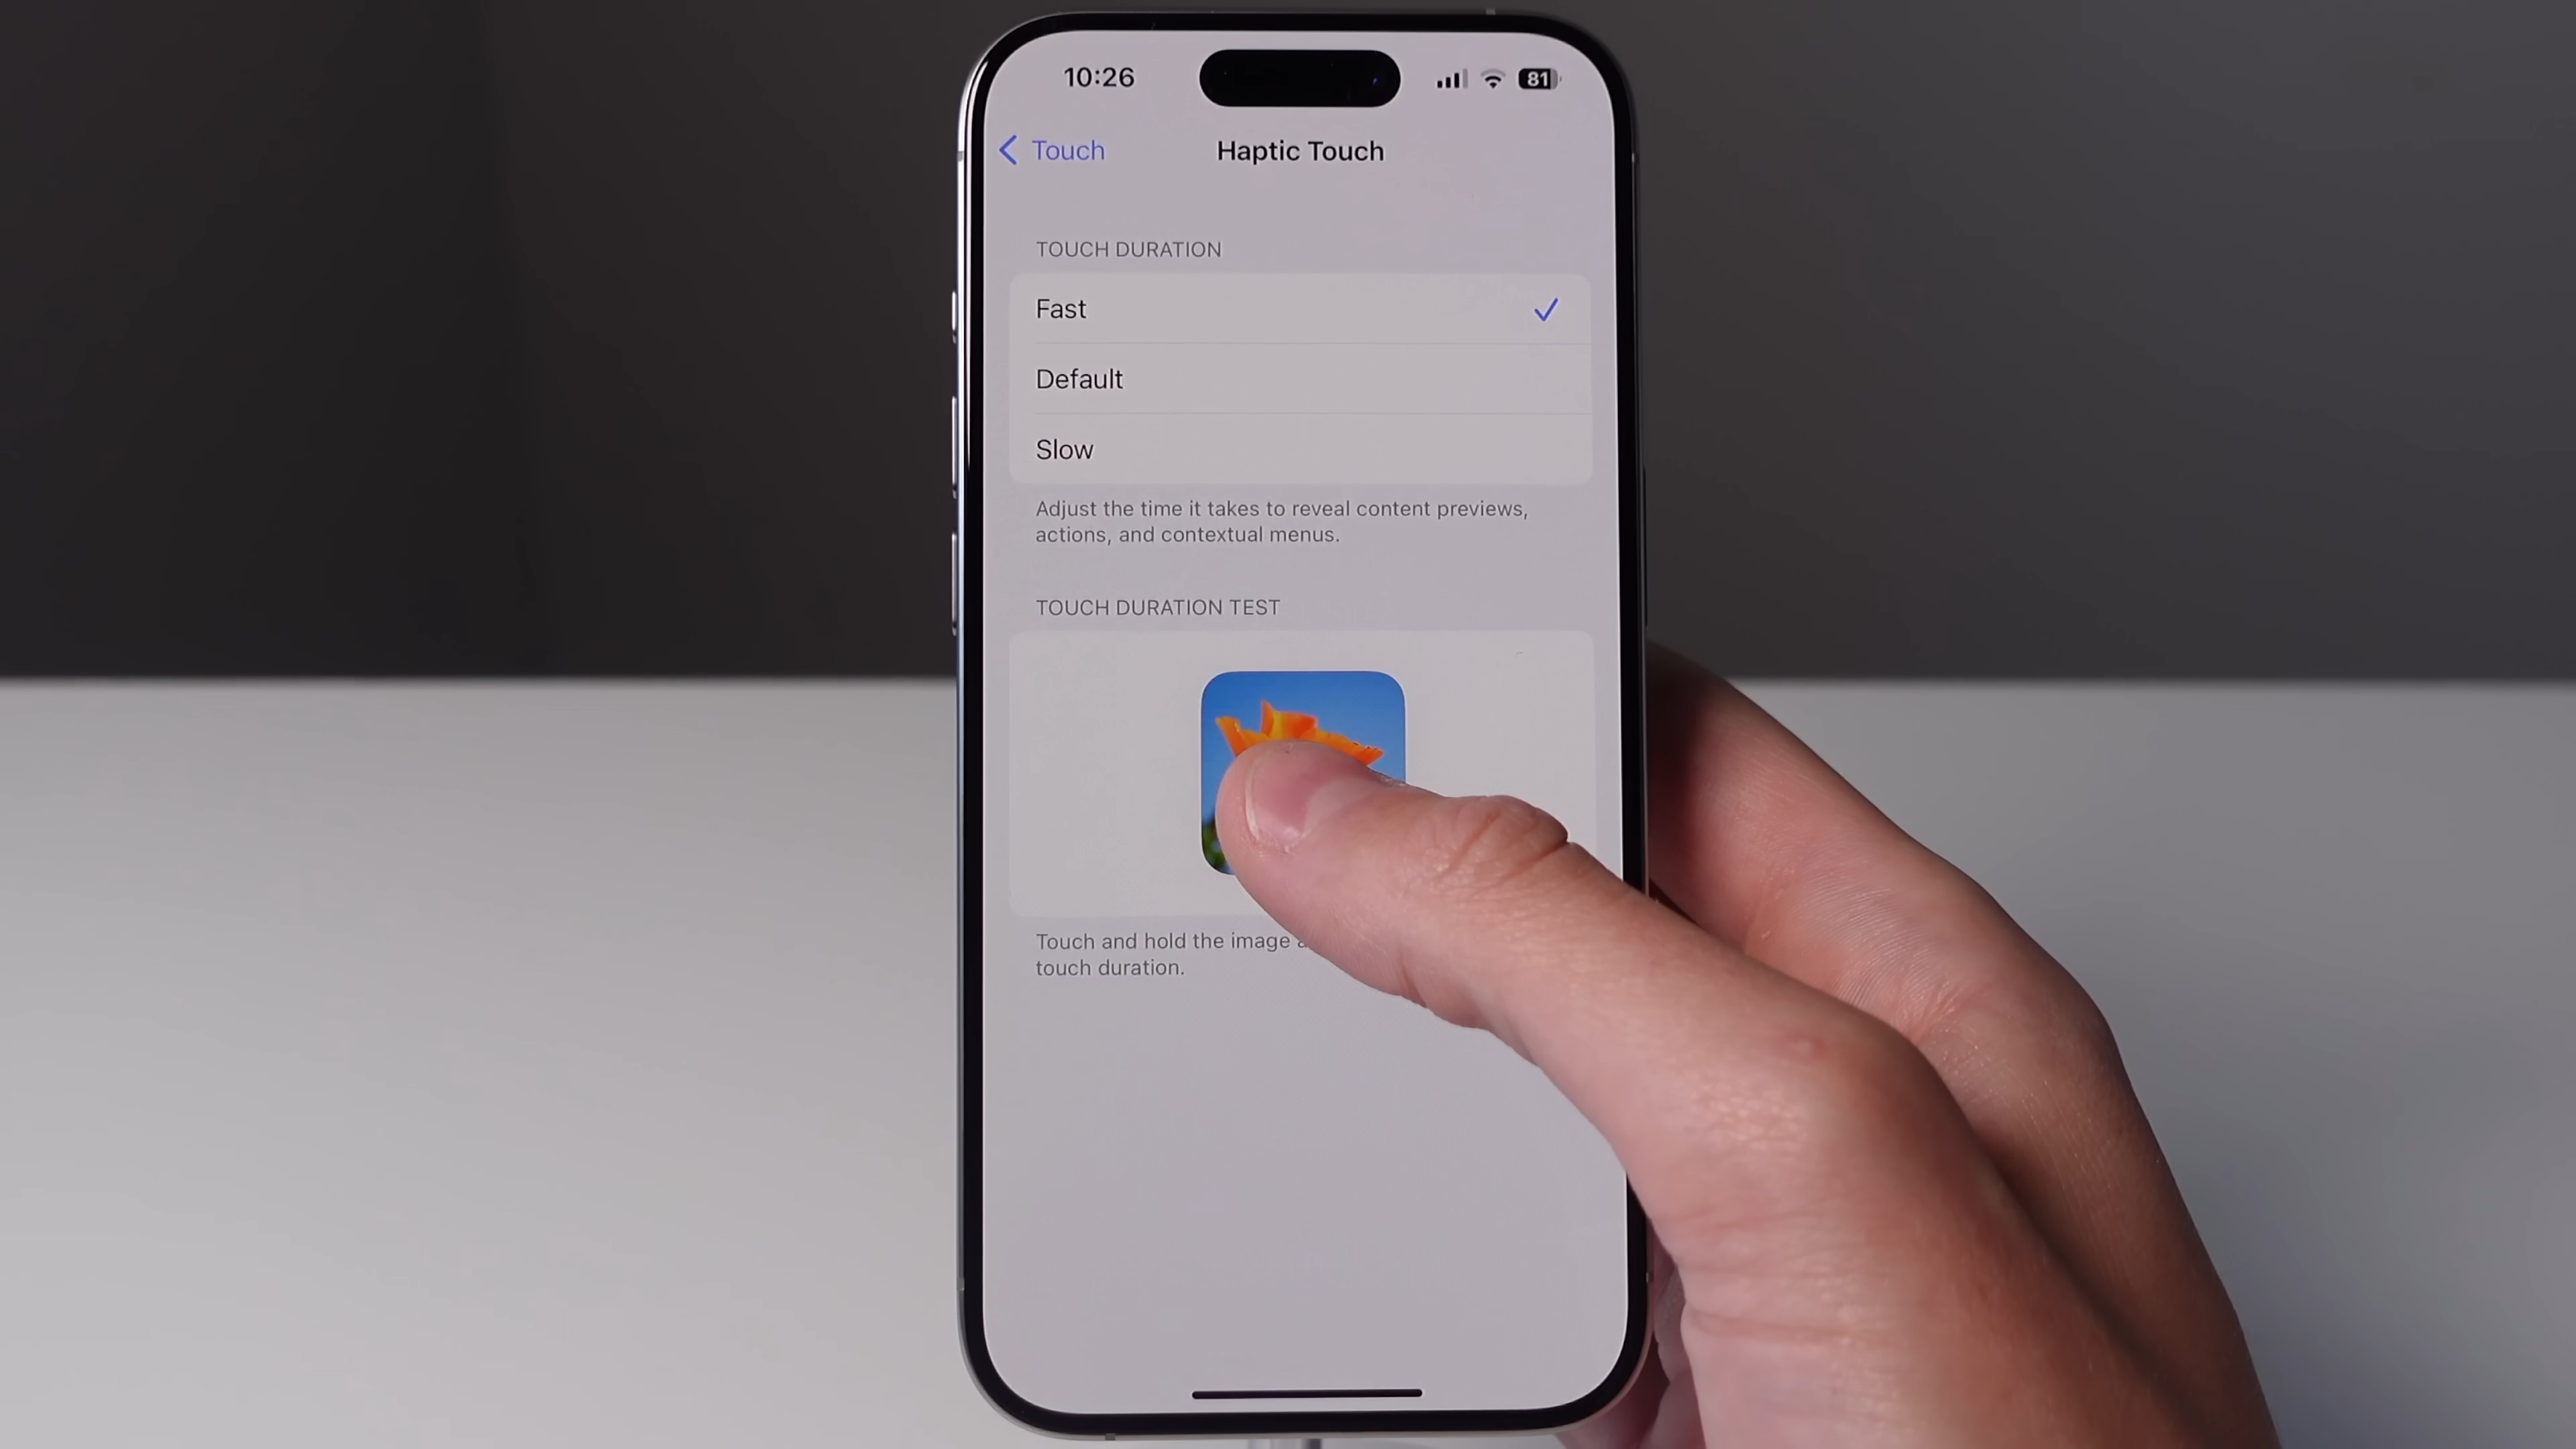 10:26
81
Touch
Haptic Touch
TOUCH DURATION
Fast
Default
Slow
Adjust the time it takes to reveal content previews,
actions, and contextual menus.
TOUCH DURATION TEST
Touch and hold the image
touch duration.